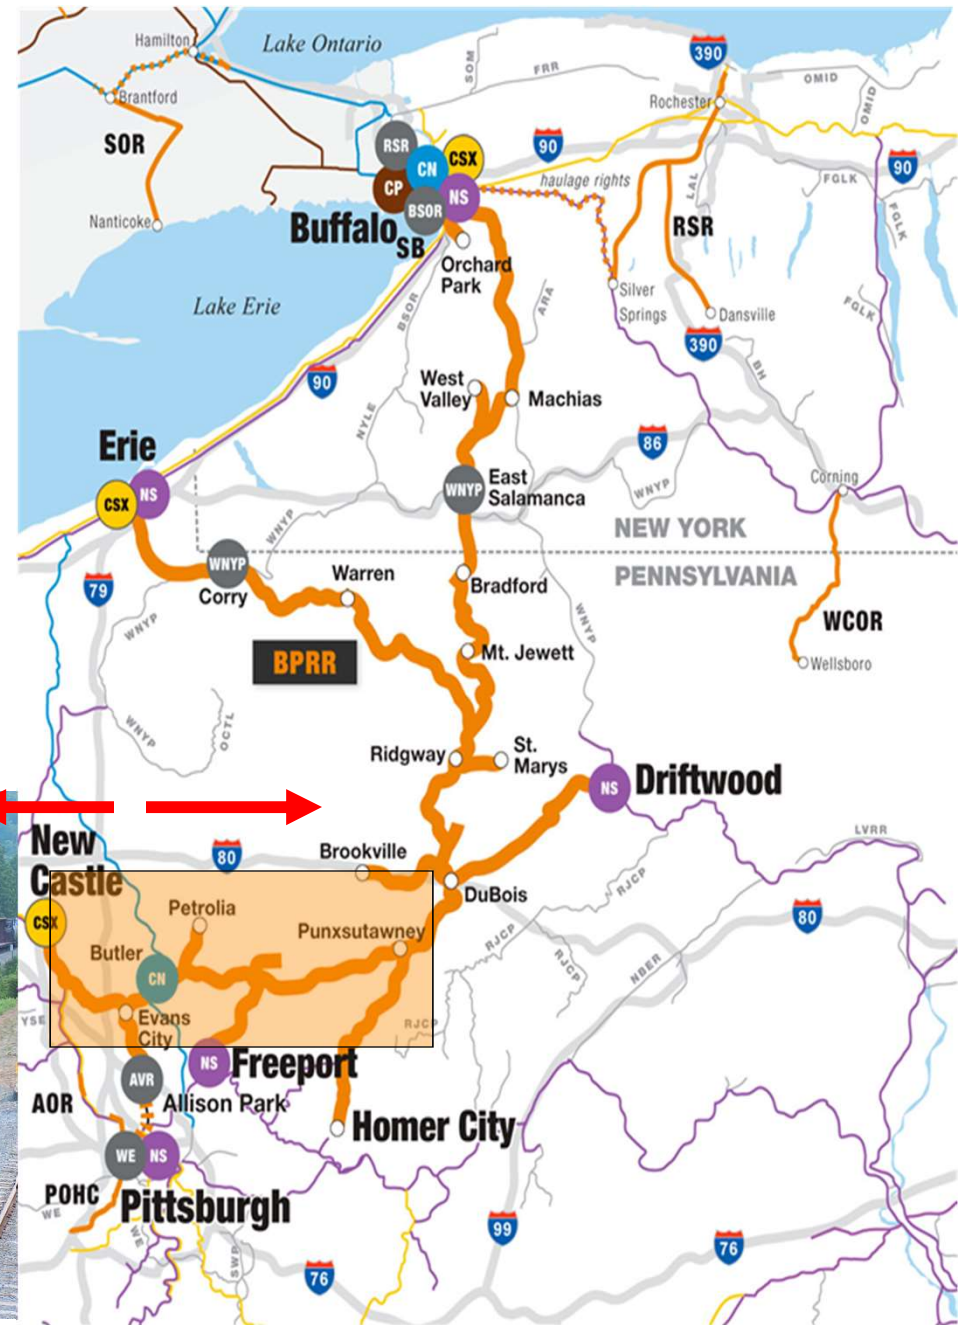 Hamilton
Lake Ontario
SOM
FRR
390
OMID
Brantford
Rochester
OMID
SOR
RSR
CN
CSX
90
90
CP
NS
haulage rights
LAL
FGLK
Nanticoke
Buffalo
BSOR
SB
RSR
FGLK
Orchard
Park
Lake Erie
BSOR
ARA
Silver
Springs
Dansville
FGLK
390
90
West
Valley
Machias
BH
NYLE
86
Erie
CSX
NS
WNYP
East
Salamanca
WNYP
Corning
WNYP
NEW YORK
PENNSYLVANIA
WNYP
Corry
Warren
Bradford
79
WNYP
WNYP
WCOR
BPRR
Mt. Jewett
Wellsboro
WNYP
OCTL
Ridgway
St.
Marys
NS
Driftwood
New
Castle
80
Brookville
LVRR
DuBois
RJCP
CSX
Petrolia
Punxsutawney
80
Butler
CN
RJCP
RJCP
NBER
YSE
Evans
City
RJCP
NS
Freeport
AVR
AOR
Allison Park
Homer City
WE
NS
POHC
WE
Pittsburgh
WE
SWP
99
76
76